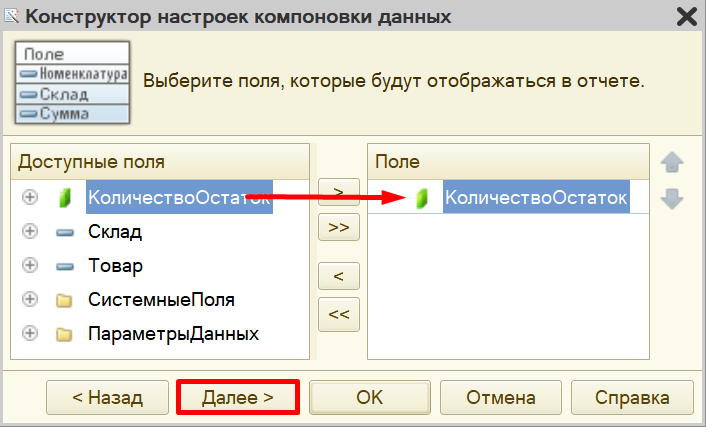 Конструктор настроек компоновки данных
Поле
Номенклатура
Склад
Сумма
Выберите поля, которые будут отображаться в отчете.
Доступные поля
КоличествоОстаток
Склад
Товар
СистемныеПоля
ПараметрыДанных
>
>>
<
<<
Поле
КоличествоОстаток
< Назад
Далее >
OK
Отмена
Справка